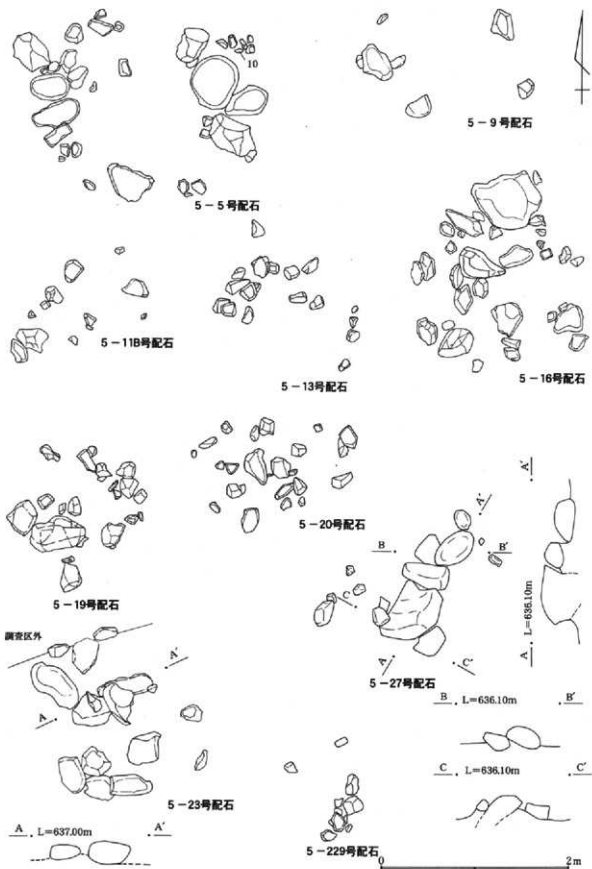 10
5－9号配石
5－5号配石
5－11B号配石
5－13号配石
5－16号配石
5－20号配石
5－19号配石
A′
A′
B
B′
C
L=636.10m
A
A
C′
5－27号配石
調査区外
A′
A
5－23号配石
B L=636.10m B′
C L=636.10m C′
A L=637.00m A′
5－229号配石
0 2m